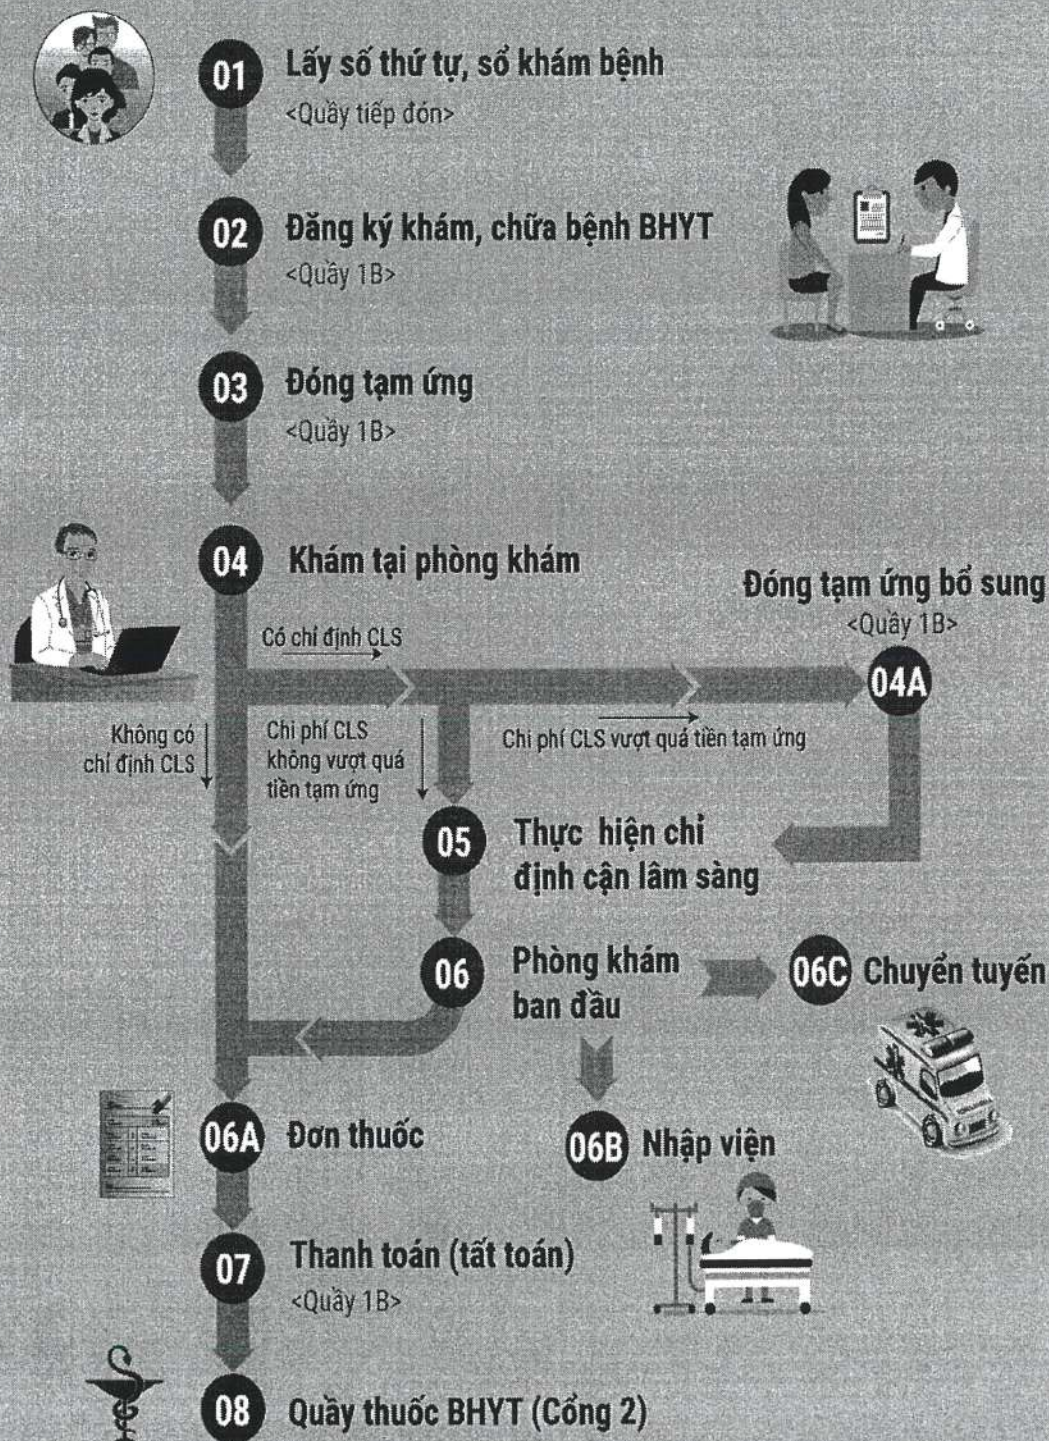 01
Lấy số thứ tự, sổ khám bệnh
<Quầy tiếp đón>
02
Đăng ký khám, chữa bệnh BHYT
<Quầy 1B>
03
Đóng tạm ứng
<Quầy 1B>
04
Khám tại phòng khám
Đóng tạm ứng bổ sung
<Quầy 1B>
04A
Có chỉ định CLS
Không có
chỉ định CLS
Chi phí CLS
không vượt quá
tiền tạm ứng
Chi phí CLS vượt quá tiền tạm ứng
05
Thực hiện chỉ
định cận lâm sàng
06
Phòng khám
ban đầu
06C
Chuyển tuyến
06A
Đơn thuốc
06B
Nhập viện
07
Thanh toán (tất toán)
<Quầy 1B>
08
Quầy thuốc BHYT (Cổng 2)